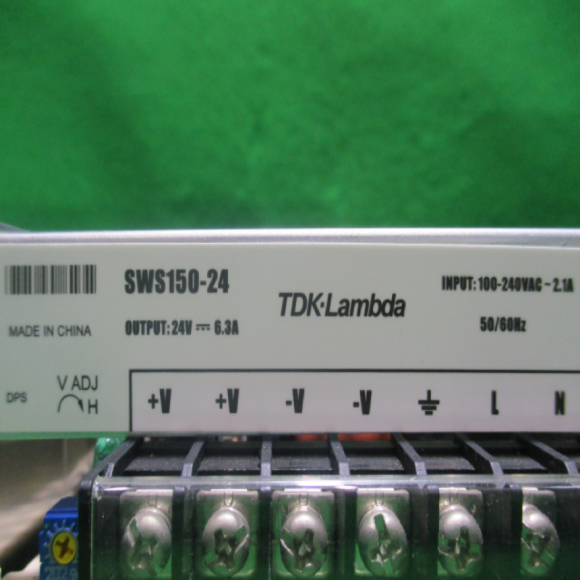 SWS150-24
OUTPUT: 24V ⎓ 6.3A
MADE IN CHINA
TDK·Lambda
INPUT: 100-240VAC ~ 2.1A
50/60Hz
DPS
V ADJ
H
+V +V -V -V ⏚ L N